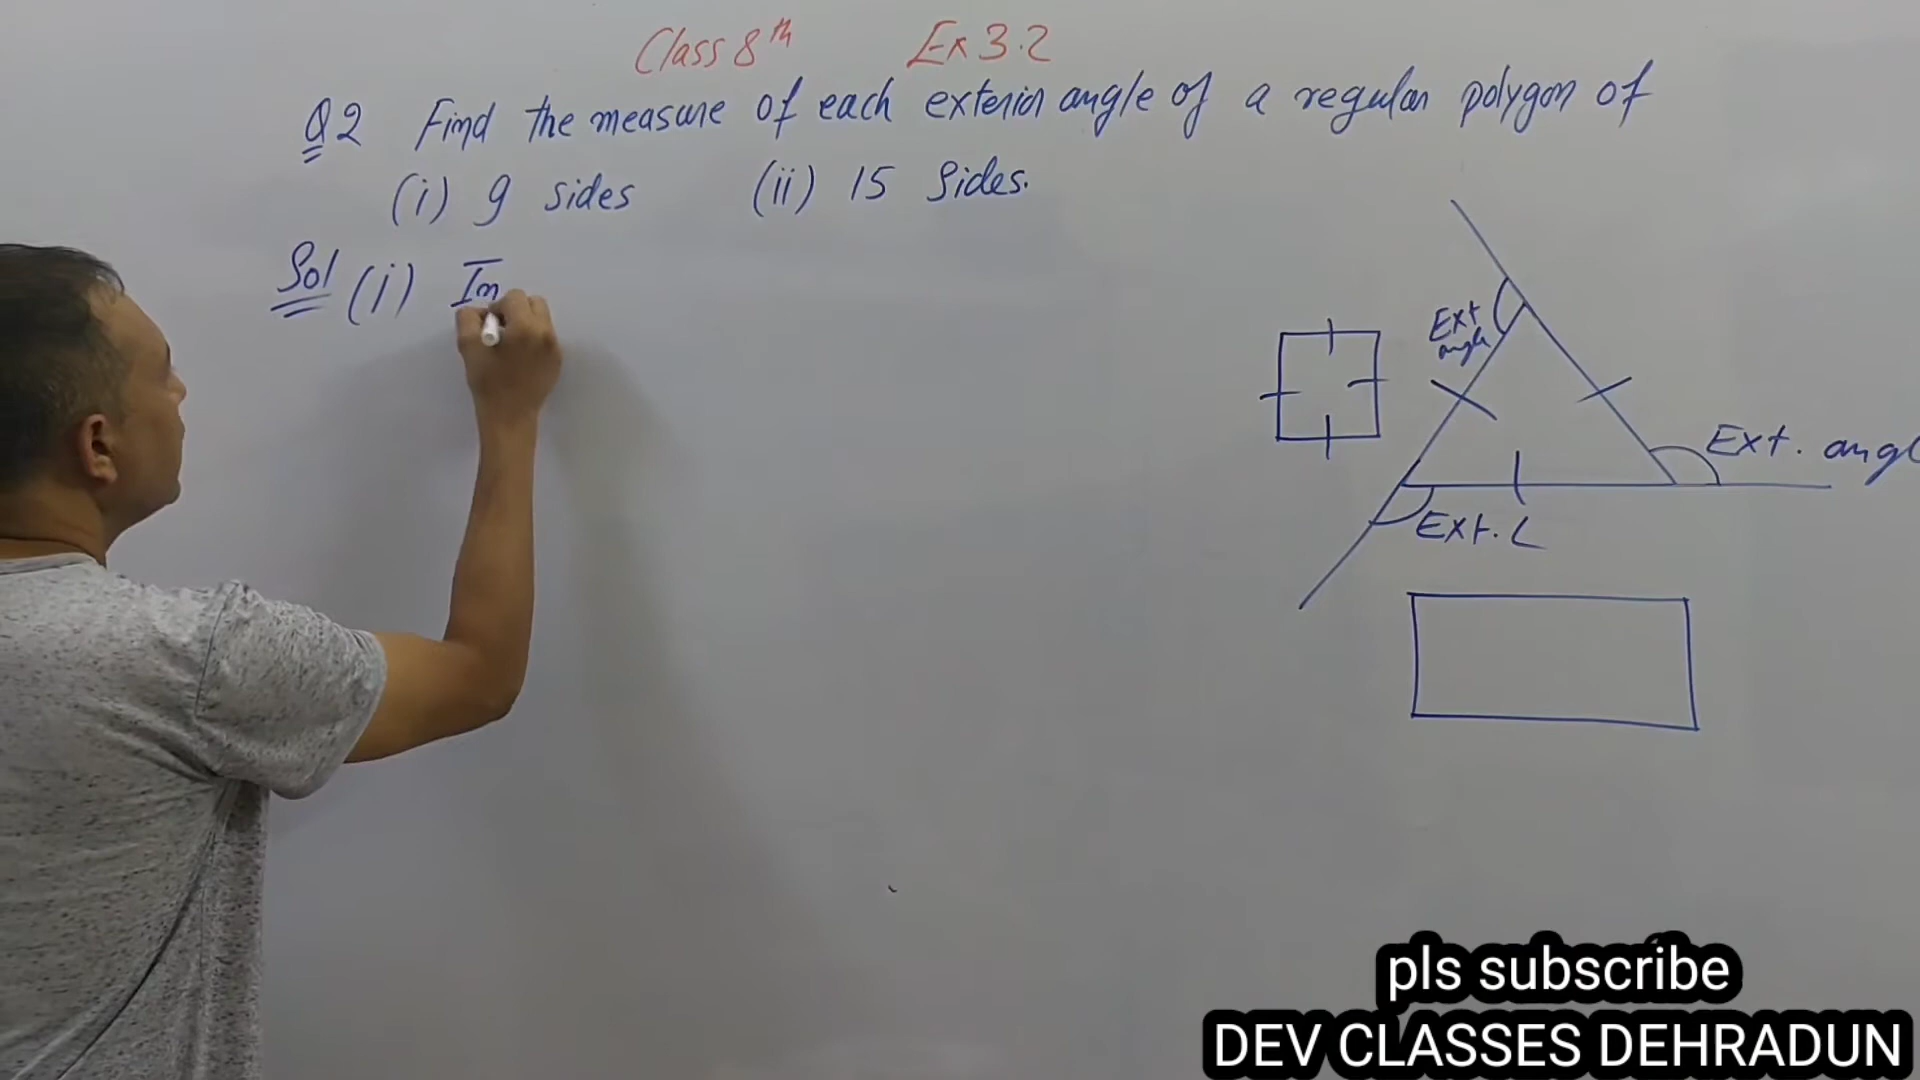 Class 8th Ex 3.2
Q2 Find the measure of each exterior angle of a regular polygon of
(i) 9 sides (ii) 15 Sides.
Sol (i) In
Ext
angle
Ext. angl
Ext. L
pls subscribe
DEV CLASSES DEHRADUN